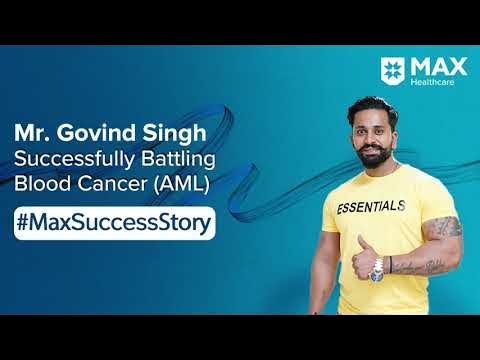 MAX
Healthcare
Mr. Govind Singh
Successfully Battling
Blood Cancer (AML)
#MaxSuccessStory
ESSENTIALS